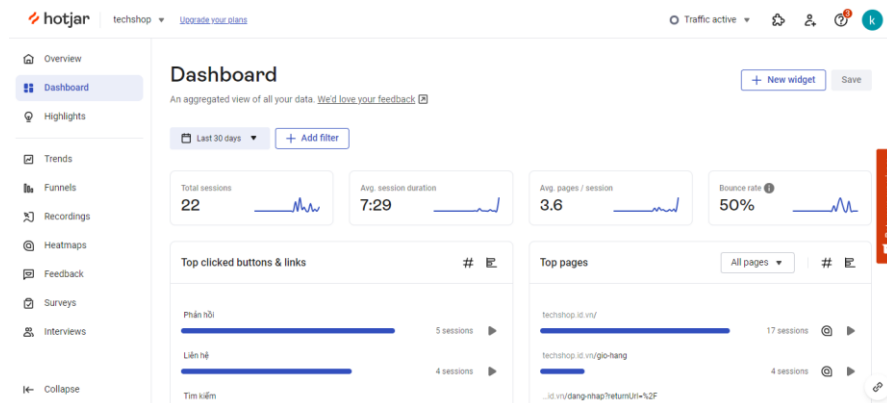 hotjar techshop Upgrade your plans Traffic active 3 k
Overview
Dashboard
Highlights
Trends
Funnels
Recordings
Heatmaps
Feedback
Surveys
Interviews
Collapse
Dashboard
+ New widget Save
An aggregated view of all your data. We'd love your feedback
Last 30 days + Add filter
Total sessions
22
Avg. session duration
7:29
Avg. pages / session
3.6
Bounce rate
50%
Top clicked buttons & links #
Phản hồi
5 sessions
Liên hệ
4 sessions
Tìm kiếm
Top pages All pages #
techshop.id.vn/
17 sessions
techshop.id.vn/gio-hang
4 sessions
...id.vn/dang-nhap?returnUrl=%2F